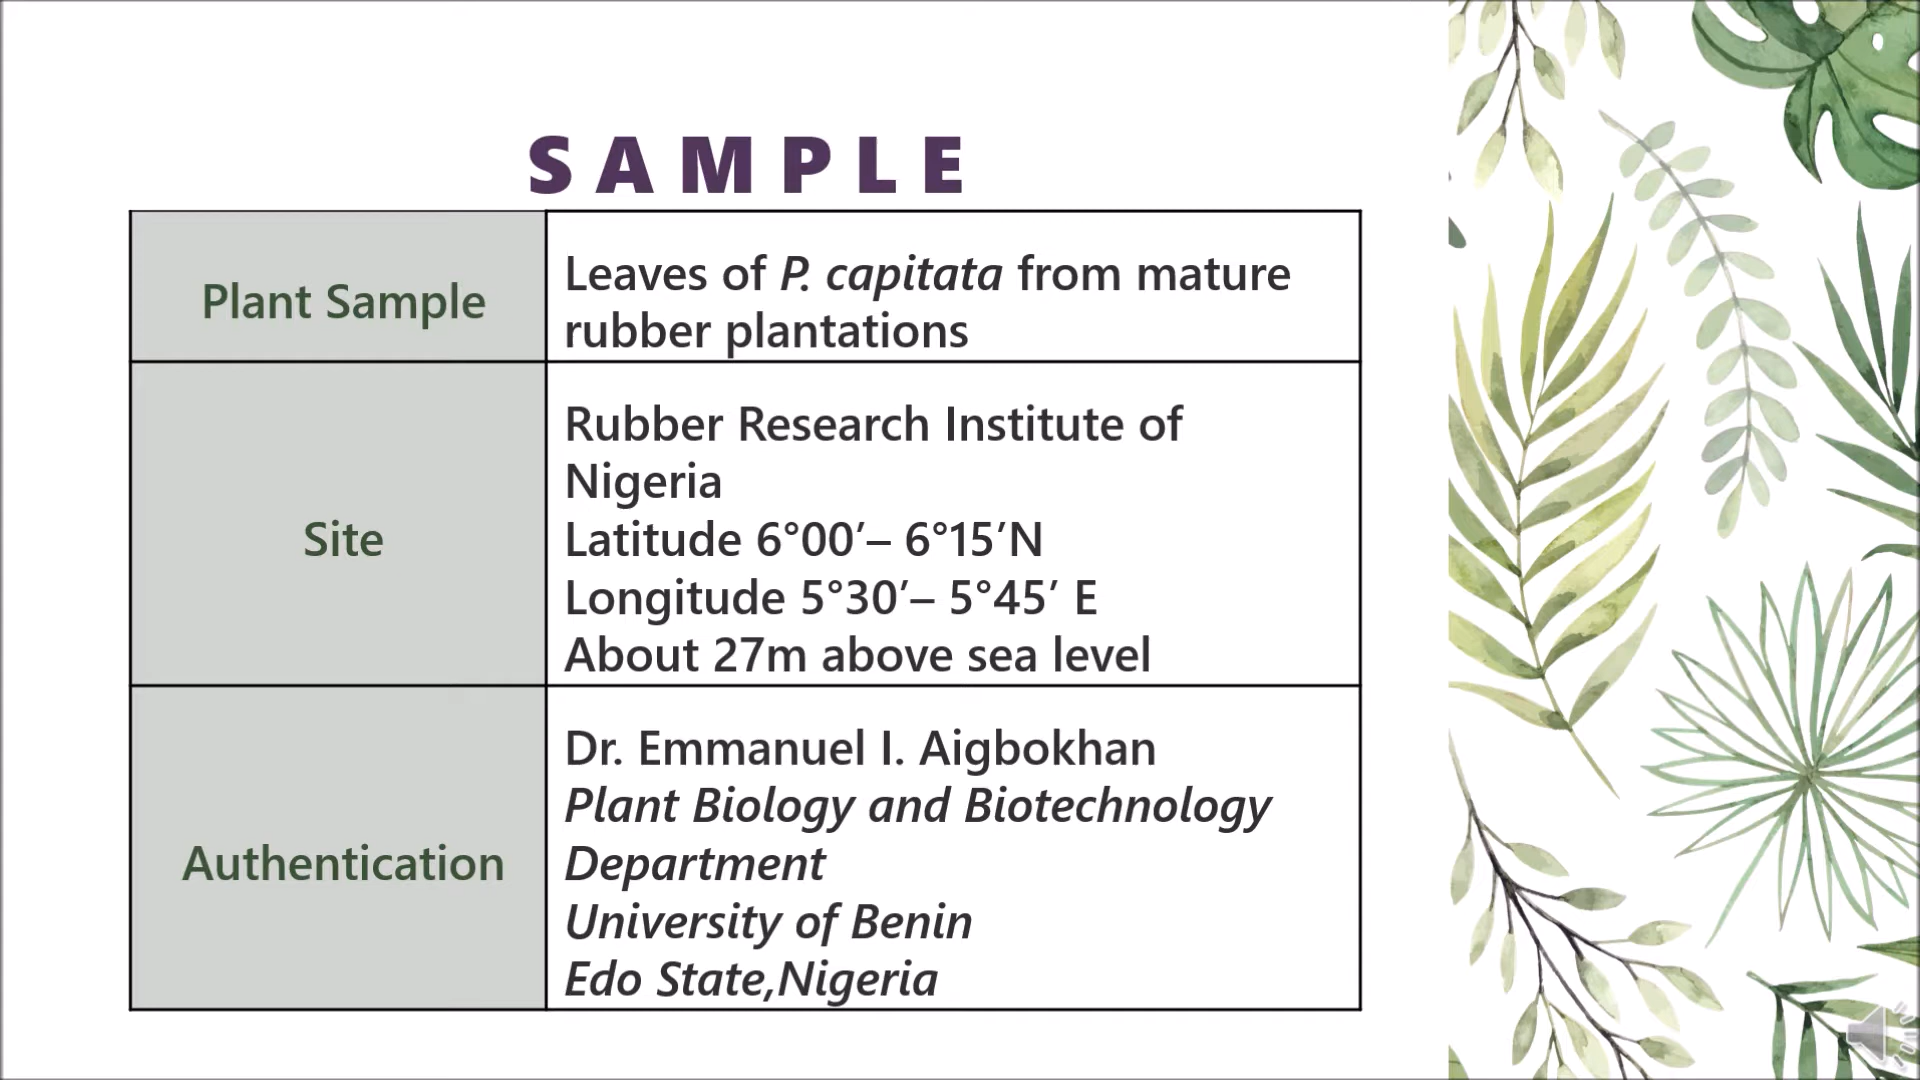 SAMPLE
Plant Sample
Leaves of P. capitata from mature
rubber plantations
Site
Rubber Research Institute of
Nigeria
Latitude 6°00’– 6°15’N
Longitude 5°30’– 5°45’ E
About 27m above sea level
Authentication
Dr. Emmanuel I. Aigbokhan
Plant Biology and Biotechnology
Department
University of Benin
Edo State,Nigeria